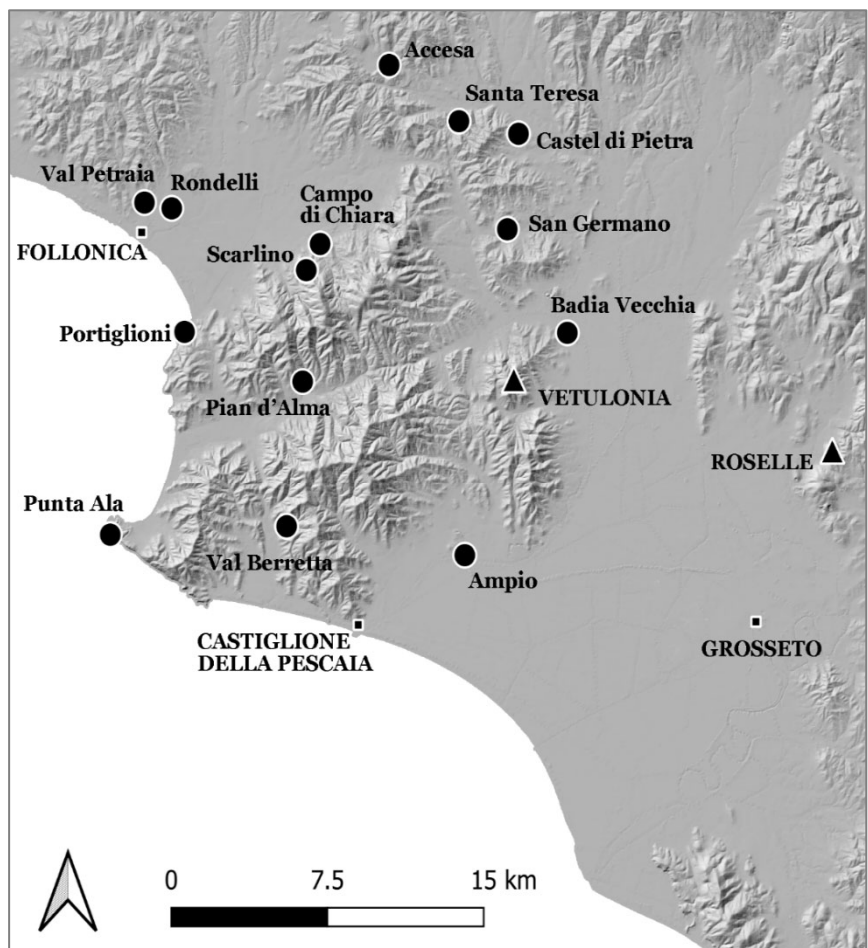 Accesa
Santa Teresa
Castel di Pietra
Val Petraia
Rondelli
Campo
di Chiara
San Germano
FOLLONICA
Scarlino
Badia Vecchia
Portiglioni
VETULONIA
Pian d'Alma
ROSELLE
Punta Ala
Val Berretta
Ampio
CASTIGLIONE
DELLA PESCAIA
GROSSETO
0 7.5 15 km